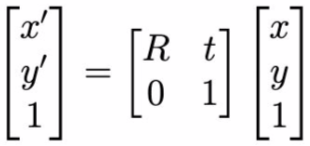 [x′ y′ 1] = [R t 0 1] [x y 1]